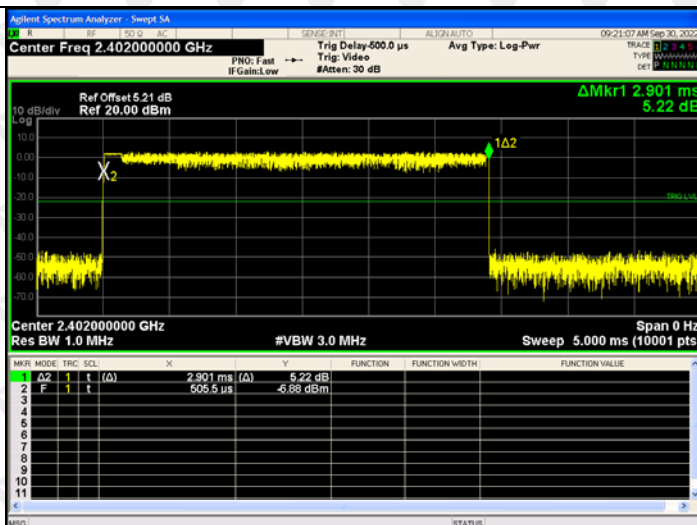 Agilent Spectrum Analyzer - Swept SA
R RF 50 Ω AC SENSE:INT ALIGN AUTO 09:21:07 AM Sep 30, 2022
Center Freq 2.402000000 GHz Trig Delay-500.0 µs Avg Type: Log-Pwr TRACE 1 2 3 4 5
PNO: Fast Trig: Video TYPE
IFGain:Low #Atten: 30 dB DET P N N N N
ΔMkr1 2.901 ms
Ref Offset 5.21 dB 5.22 dB
10 dB/div Ref 20.00 dBm
Log
10.0
1Δ2
0.00
X2
-10.0
-20.0 TRIG LVL
-30.0
-40.0
-50.0
-60.0
-70.0
Center 2.402000000 GHz Span 0 Hz
Res BW 1.0 MHz #VBW 3.0 MHz Sweep 5.000 ms (10001 pts)
MKR MODE TRC SCL X Y FUNCTION FUNCTION WIDTH FUNCTION VALUE
1 Δ2 1 t (Δ) 2.901 ms (Δ) 5.22 dB
2 F 1 t 505.5 µs -6.88 dBm
3
4
5
6
7
8
9
10
11
MSG STATUS